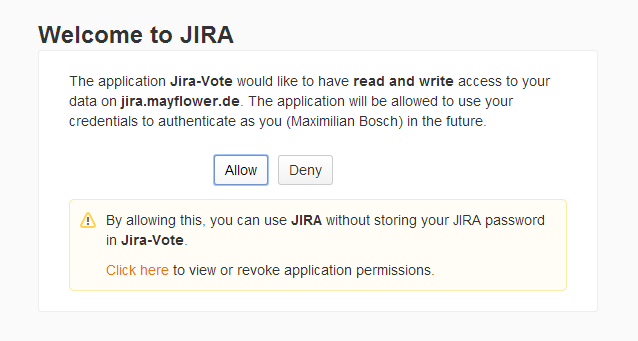 Welcome to JIRA
The application Jira-Vote would like to have read and write access to your
data on jira.mayflower.de. The application will be allowed to use your
credentials to authenticate as you (Maximilian Bosch) in the future.
Allow Deny
By allowing this, you can use JIRA without storing your JIRA password
in Jira-Vote.
Click here to view or revoke application permissions.